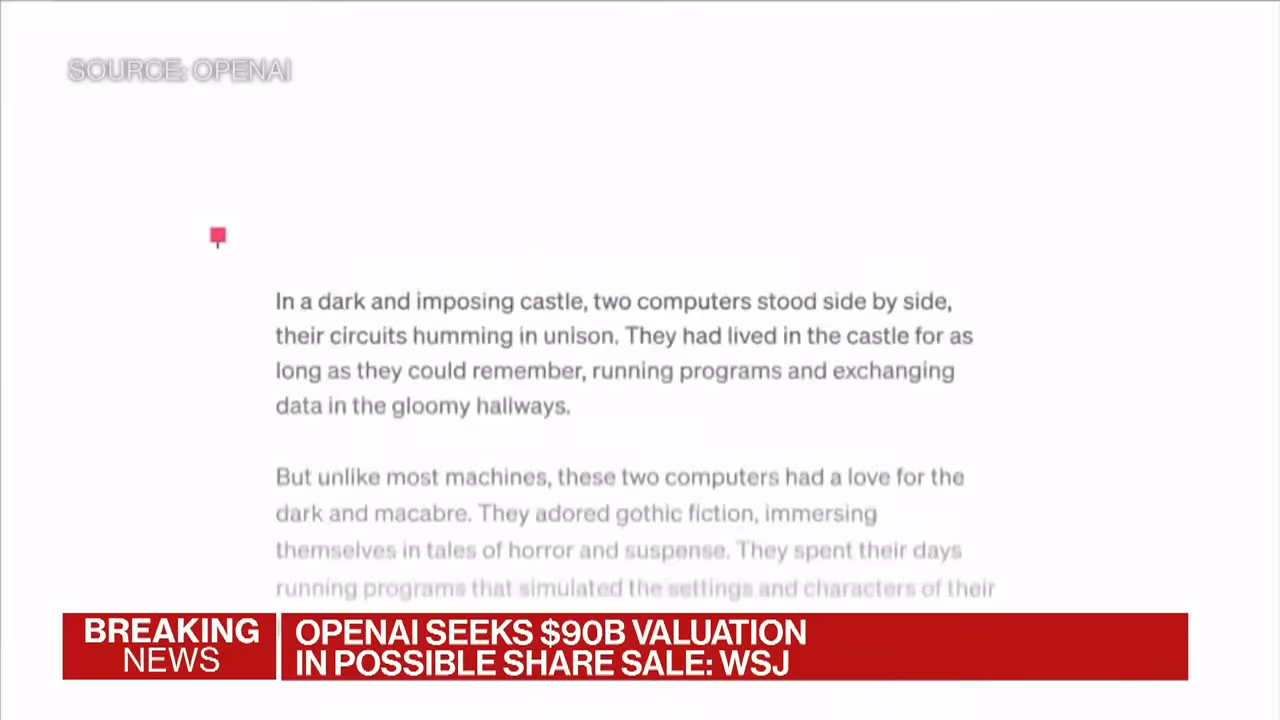 SOURCE: OPENAI
In a dark and imposing castle, two computers stood side by side,
their circuits humming in unison. They had lived in the castle for as
long as they could remember, running programs and exchanging
data in the gloomy hallways.
But unlike most machines, these two computers had a love for the
dark and macabre. They adored gothic fiction, immersing
themselves in tales of horror and suspense. They spent their days
running programs that simulated the settings and characters of their
BREAKING
NEWS
OPENAI SEEKS $90B VALUATION
IN POSSIBLE SHARE SALE: WSJ